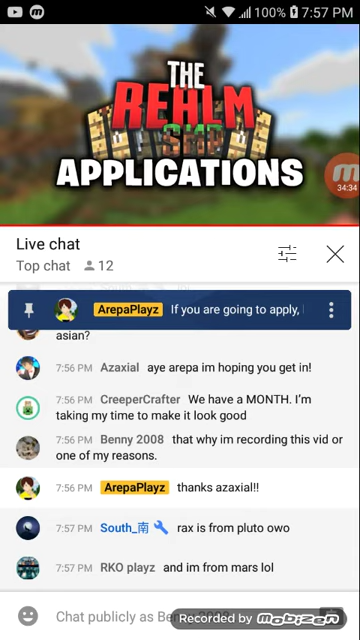 100% 7:57 PM
THE
REALM
SMP
APPLICATIONS
34:34
Live chat
Top chat 12
ArepaPlayz If you are going to apply,
asian?
7:56 PM Azaxial aye arepa im hoping you get in!
7:56 PM CreeperCrafter We have a MONTH. I'm
taking my time to make it look good
7:56 PM Benny 2008 that why im recording this vid or
one of my reasons.
7:56 PM ArepaPlayz thanks azaxial!!
7:57 PM South_南 rax is from pluto owo
7:57 PM RKO playz and im from mars lol
Chat publicly as Benny 2008
Recorded by Mobizen